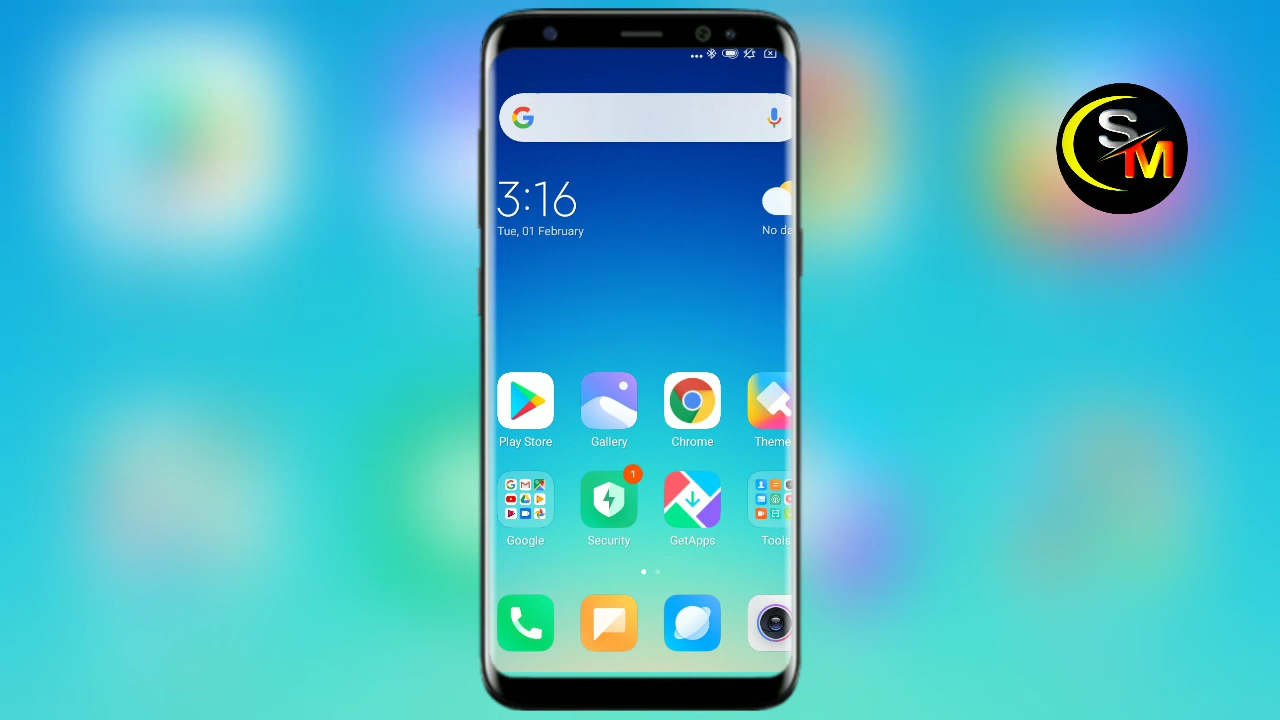 SM
3:16
Tue, 01 February
No da
Play Store
Gallery
Chrome
Theme
1
Google
Security
GetApps
Tools